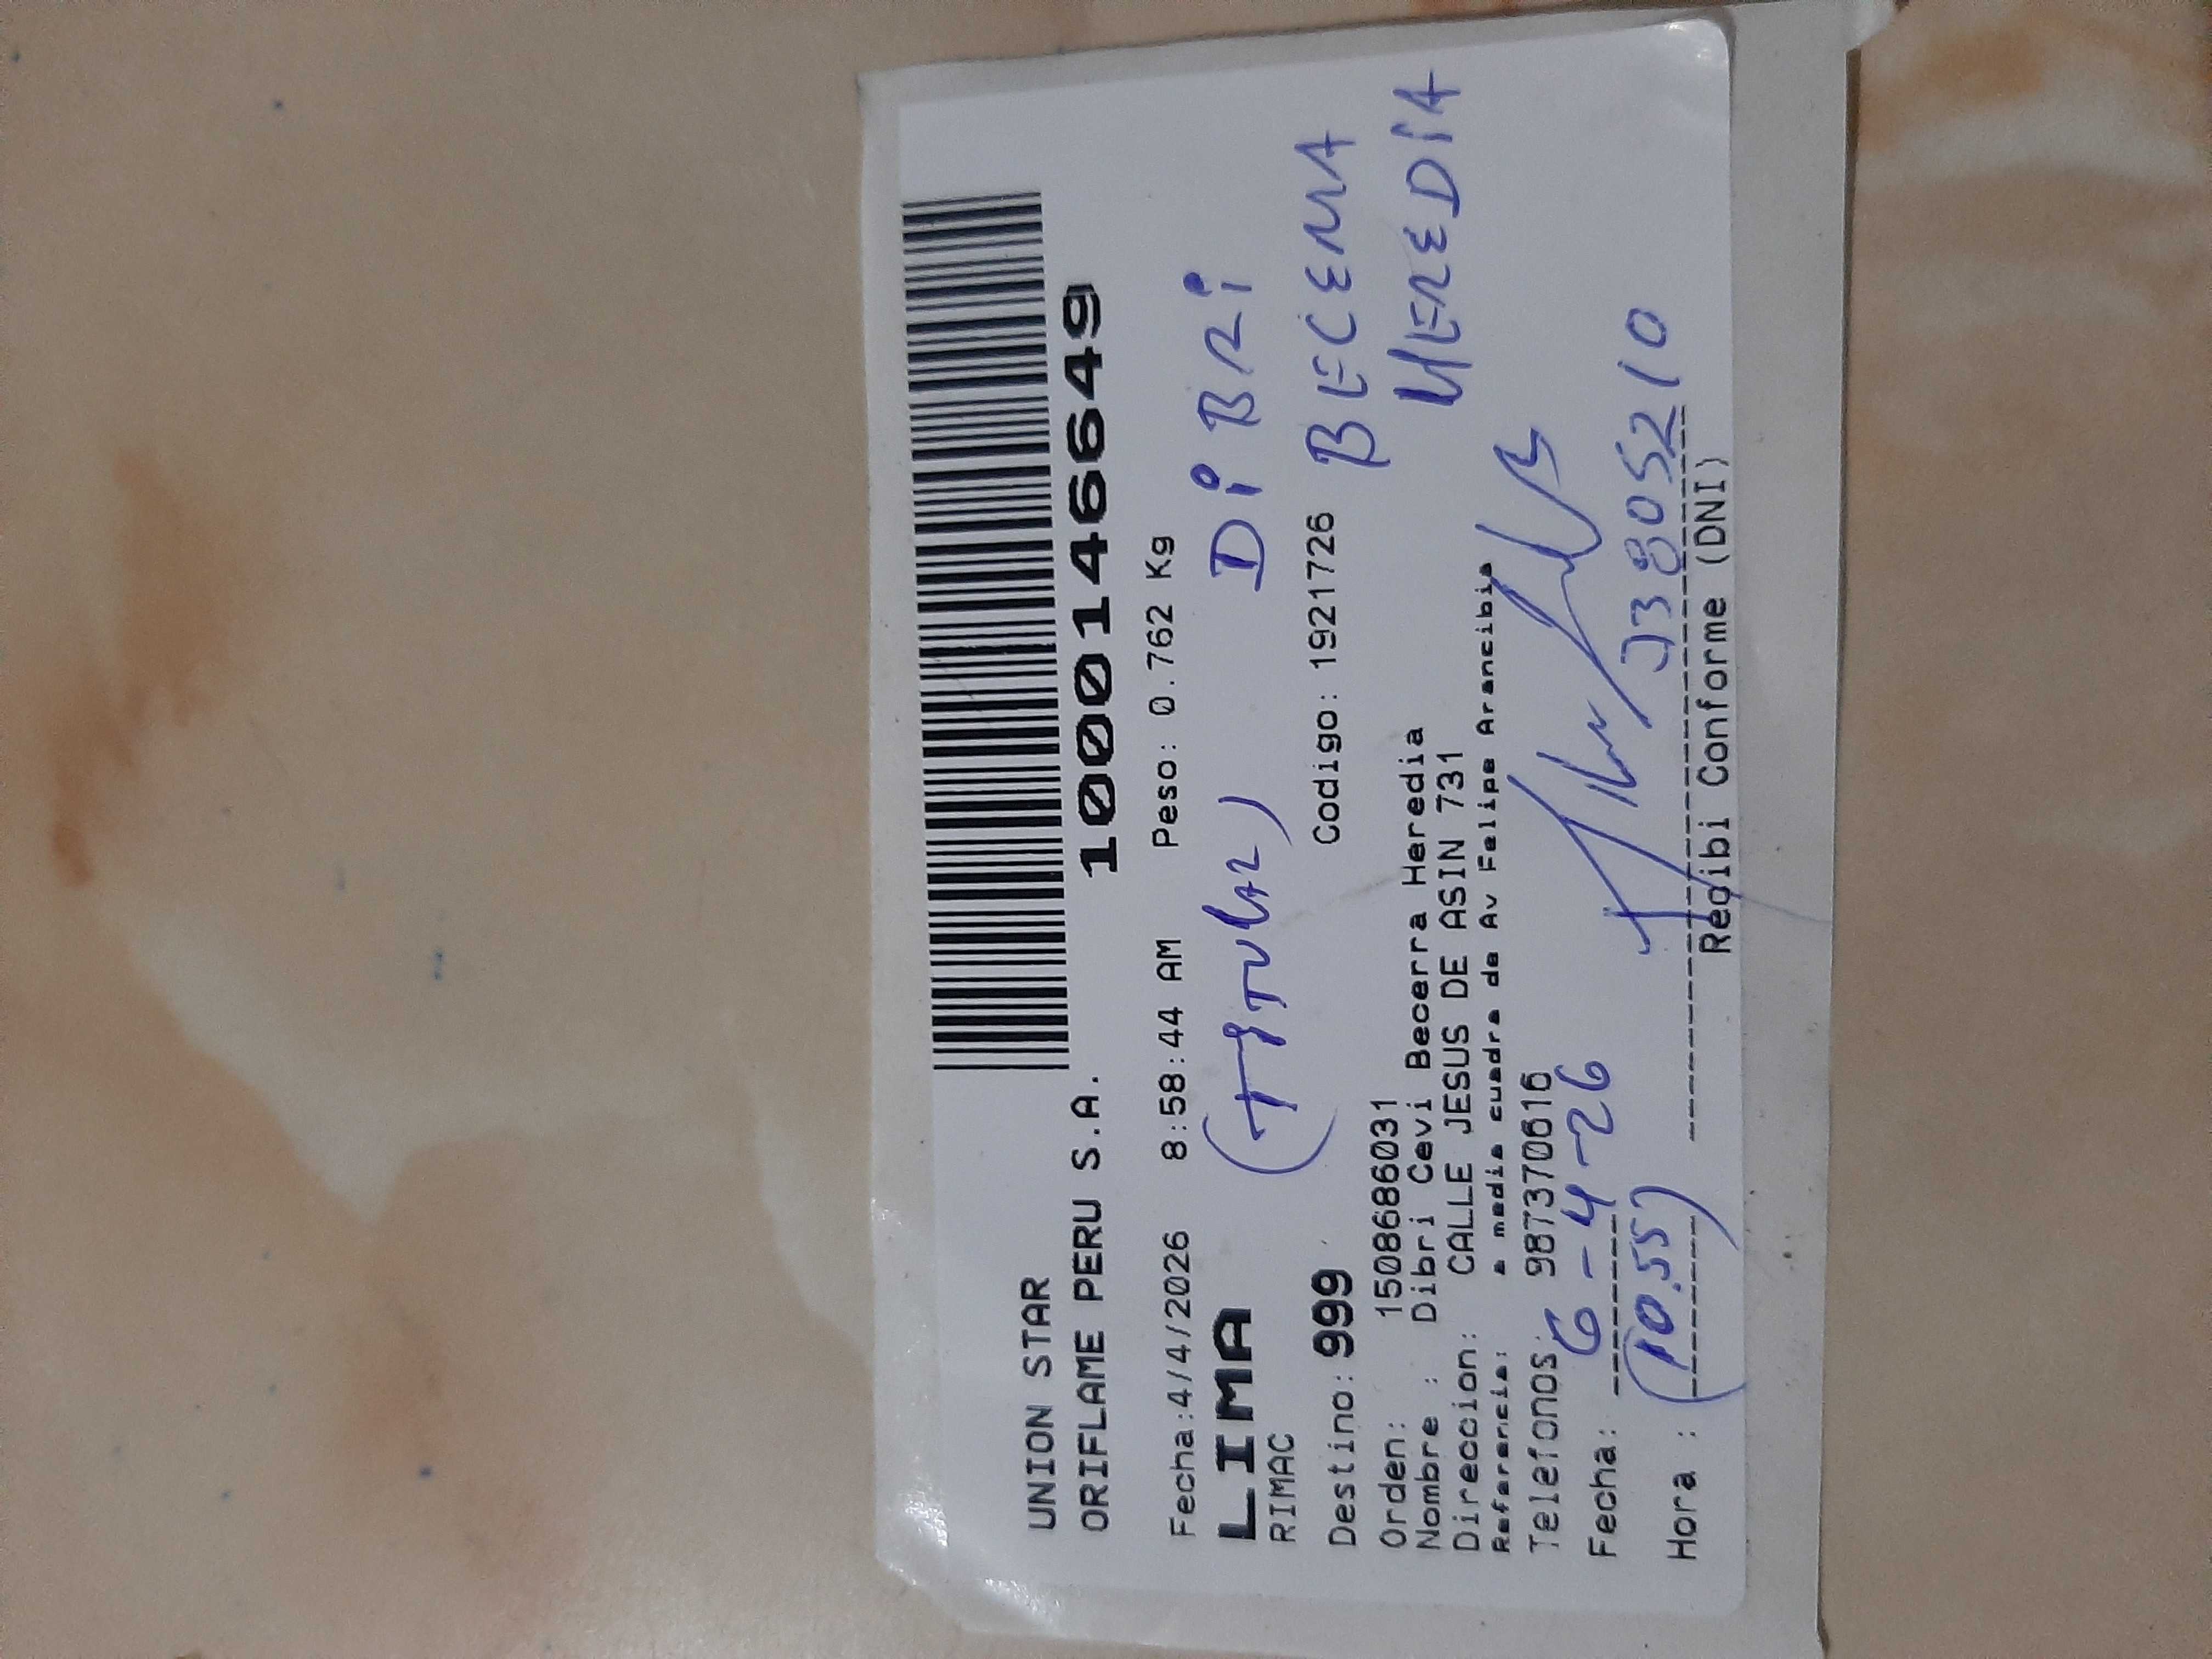 UNION STAR
ORIFLAME PERU S.A. 1000146649
Fecha:4/4/2026 8:58:44 AM Peso: 0.762 Kg
LIMA (TITULAR) DiBRi
RIMAC
Destino: 999 Codigo: 1921726 BECERRA
HEREDIA
Orden: 1508686031
Nombre : Dibri Cevi Becerra Heredia
Direccion: CALLE JESUS DE ASIN 731
Referencia: a media cuadra de Av Felipe Arancibia
Telefonos: 987370616
Fecha: 6-4-26
Hora : (10.55) 73805210
Recibi Conforme (DNI)